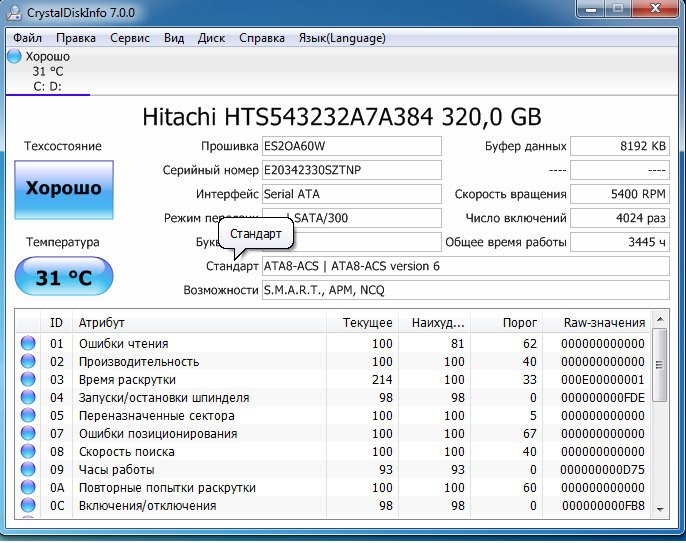 CrystalDiskInfo 7.0.0
Файл Правка Сервис Вид Диск Справка Язык(Language)
Хорошо
31 °C
C: D:
Hitachi HTS543232A7A384 320,0 GB
Техсостояние
Хорошо
Температура
31 °C
Прошивка ES2OA60W Буфер данных 8192 KB
Серийный номер E20342330SZTNP ---- ----
Интерфейс Serial ATA Скорость вращения 5400 RPM
Режим SATA/300 Число включений 4024 раз
Общее время работы 3445 ч
Стандарт
Стандарт ATA8-ACS | ATA8-ACS version 6
Возможности S.M.A.R.T., APM, NCQ
ID Атрибут Текущее Наихуд... Порог Raw-значения
01 Ошибки чтения 100 81 62 000000000000
02 Производительность 100 100 40 000000000000
03 Время раскрутки 214 100 33 000E00000001
04 Запуски/остановки шпинделя 98 98 0 000000000FDE
05 Переназначенные сектора 100 100 5 000000000000
07 Ошибки позиционирования 100 100 67 000000000000
08 Скорость поиска 100 100 40 000000000000
09 Часы работы 93 93 0 000000000D75
0A Повторные попытки раскрутки 100 100 60 000000000000
0C Включения/отключения 98 98 0 000000000FB8